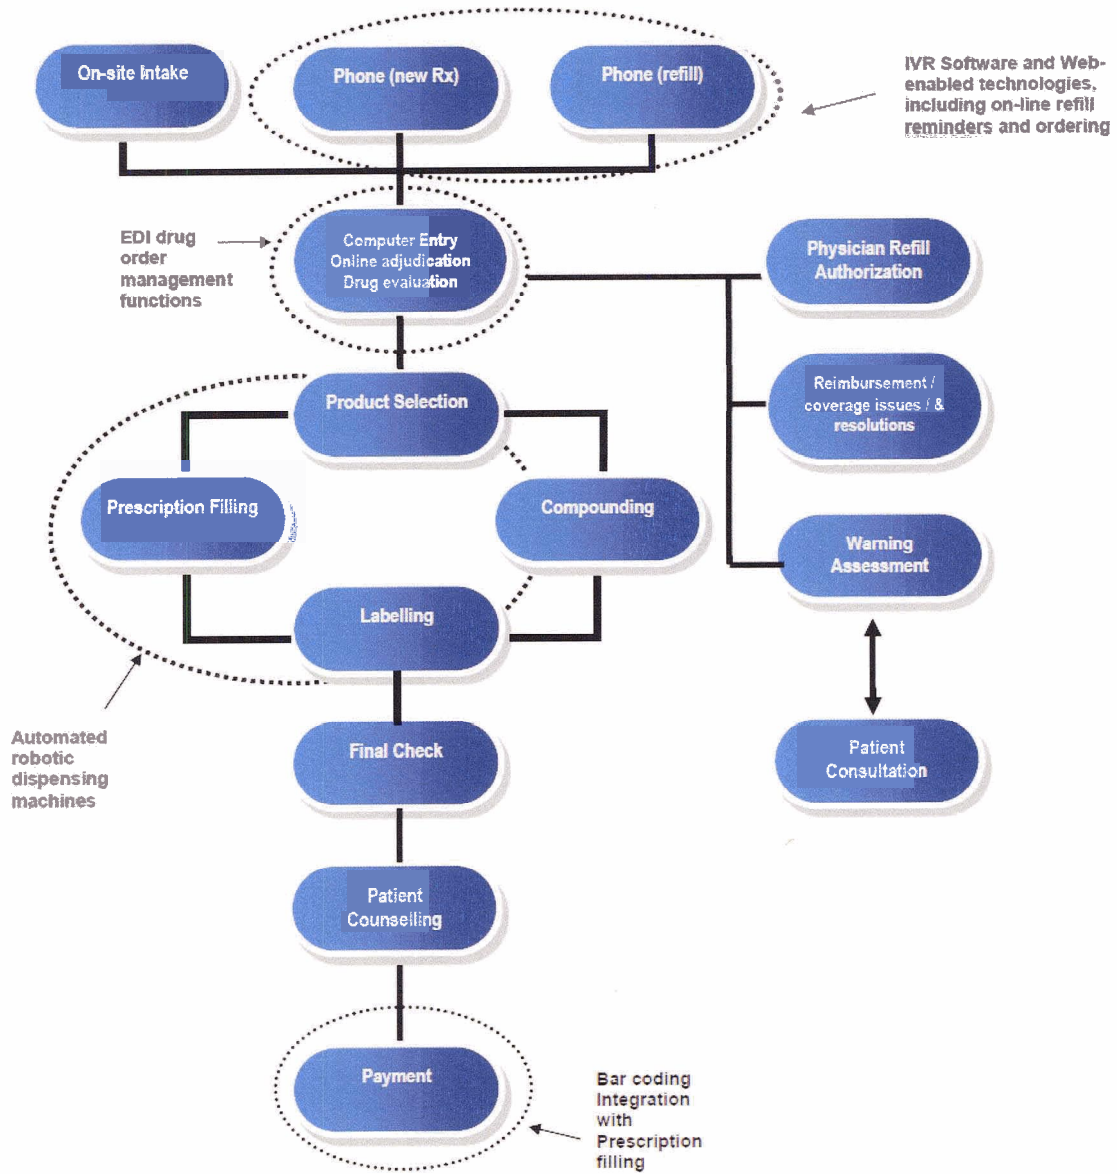 On-site Intake
Phone (new Rx)
Phone (refill)
IVR Software and Web-
enabled technologies,
including on-line refill
reminders and ordering
EDI drug
order
management
functions
Computer Entry
Online adjudication
Drug evaluation
Physician Refill
Authorization
Product Selection
Reimbursement /
coverage issues / &
resolutions
Prescription Filling
Compounding
Warning
Assessment
Labelling
Automated
robotic
dispensing
machines
Final Check
Patient
Consultation
Patient
Counselling
Payment
Bar coding
Integration
with
Prescription
filling